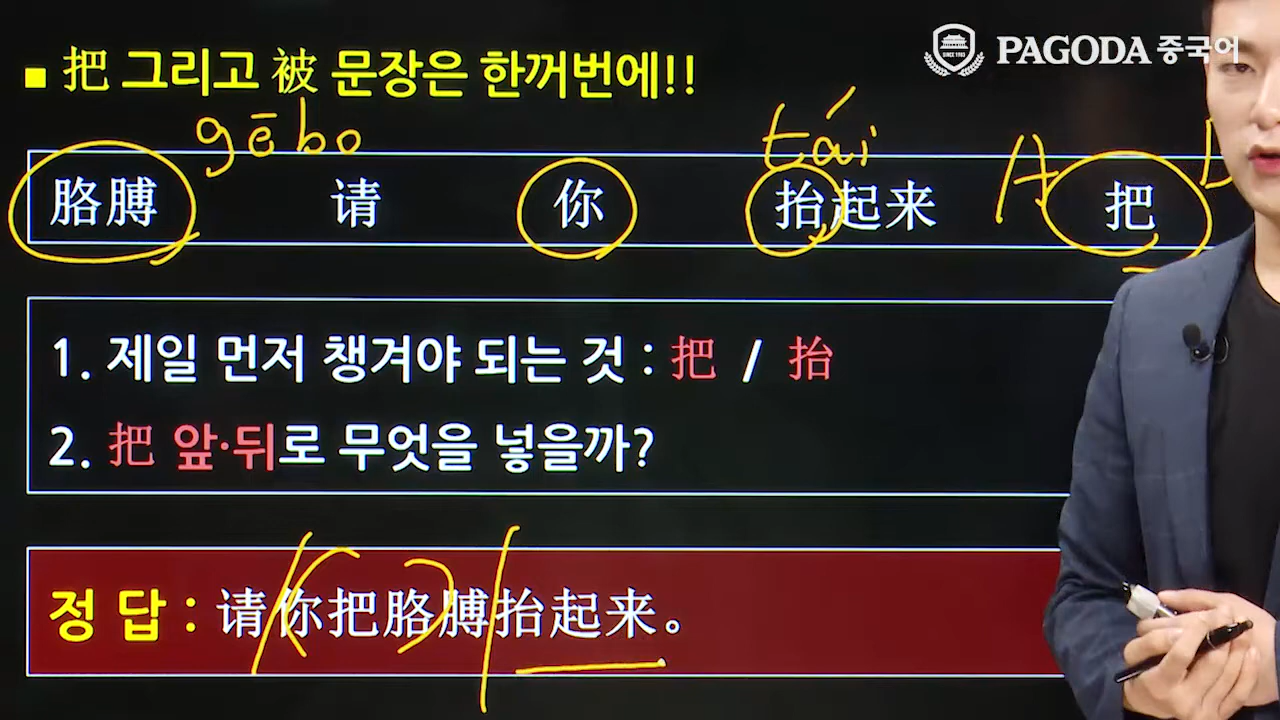 PAGODA 중국어
SINCE 1983
■ 把 그리고 被 문장은 한꺼번에!!
gēbo tái
A
胳膊 请 你 抬起来 把
1. 제일 먼저 챙겨야 되는 것 : 把 / 抬
2. 把 앞·뒤로 무엇을 넣을까?
정 답 : 请你把胳膊抬起来。